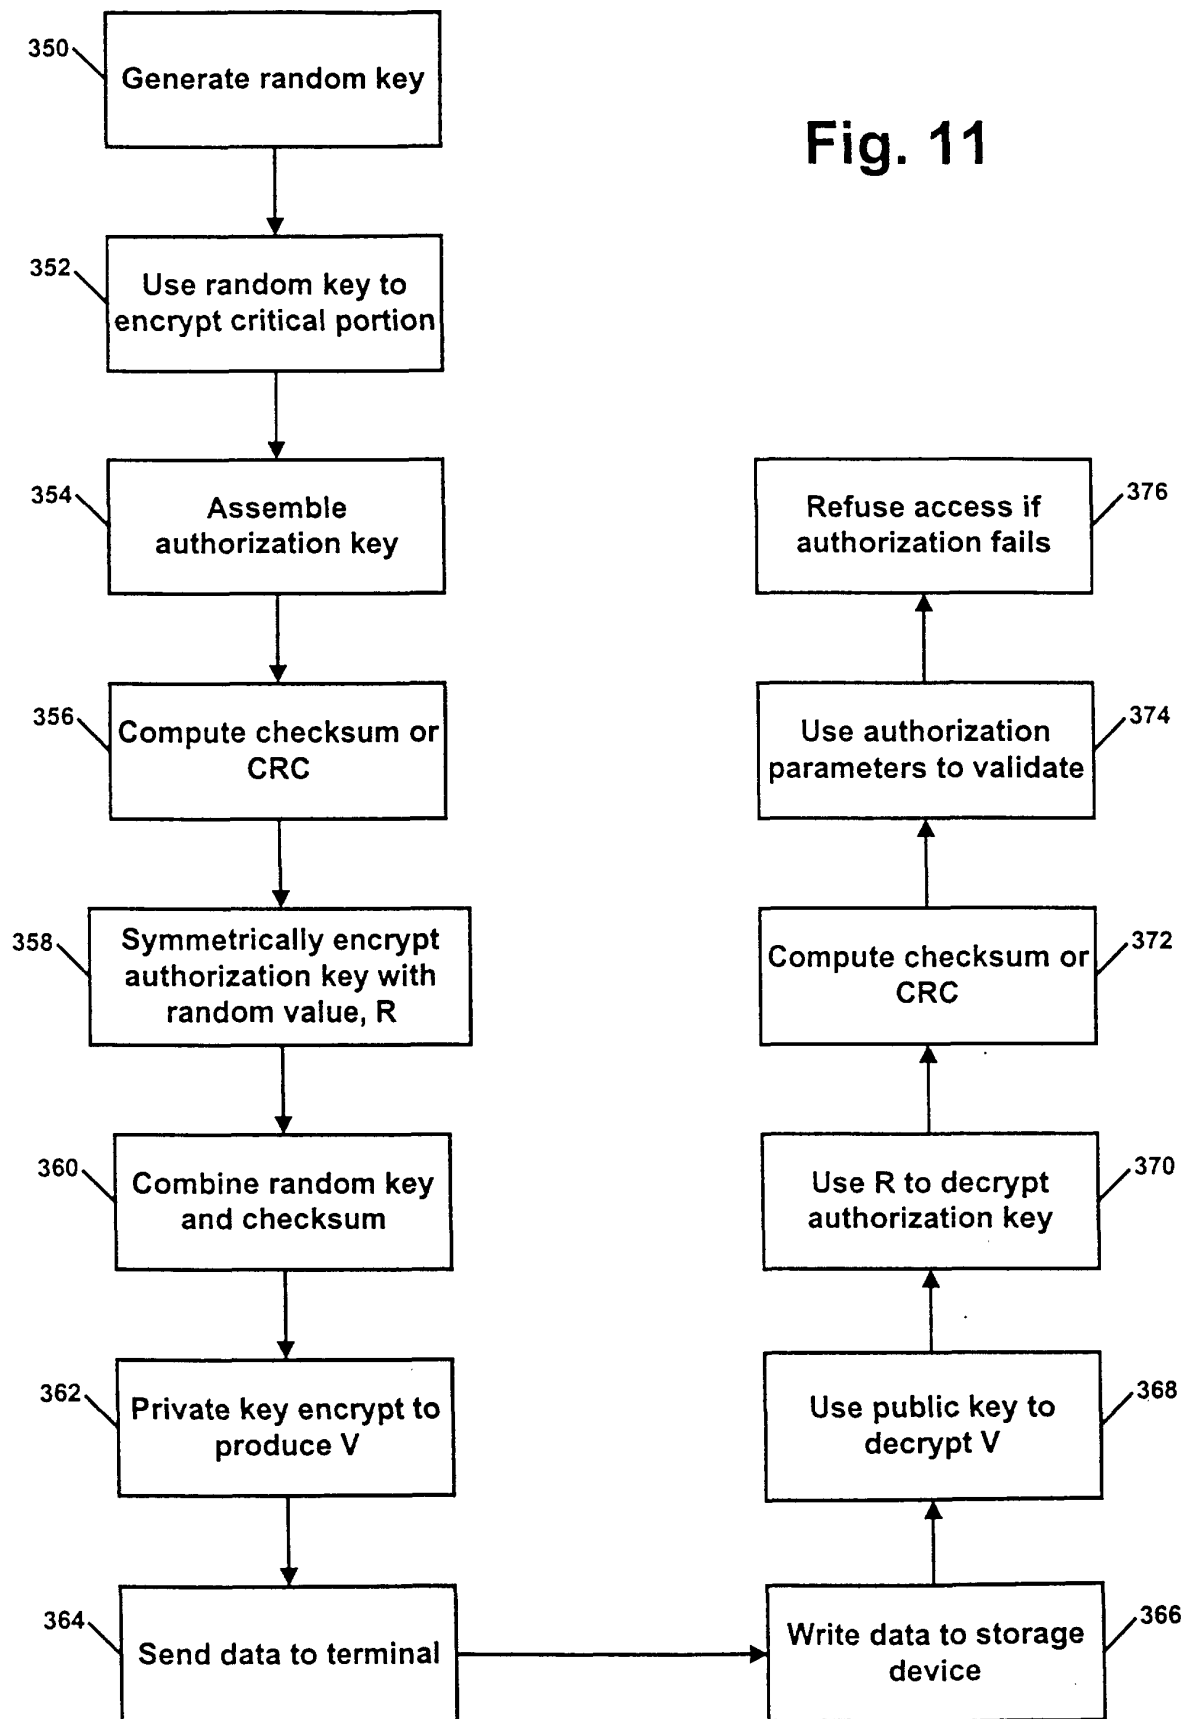 350
Generate random key
Fig. 11
352
Use random key to
encrypt critical portion
354
Assemble
authorization key
356
Compute checksum or
CRC
358
Symmetrically encrypt
authorization key with
random value, R
360
Combine random key
and checksum
362
Private key encrypt to
produce V
364
Send data to terminal
366
Write data to storage
device
368
Use public key to
decrypt V
370
Use R to decrypt
authorization key
372
Compute checksum or
CRC
374
Use authorization
parameters to validate
376
Refuse access if
authorization fails